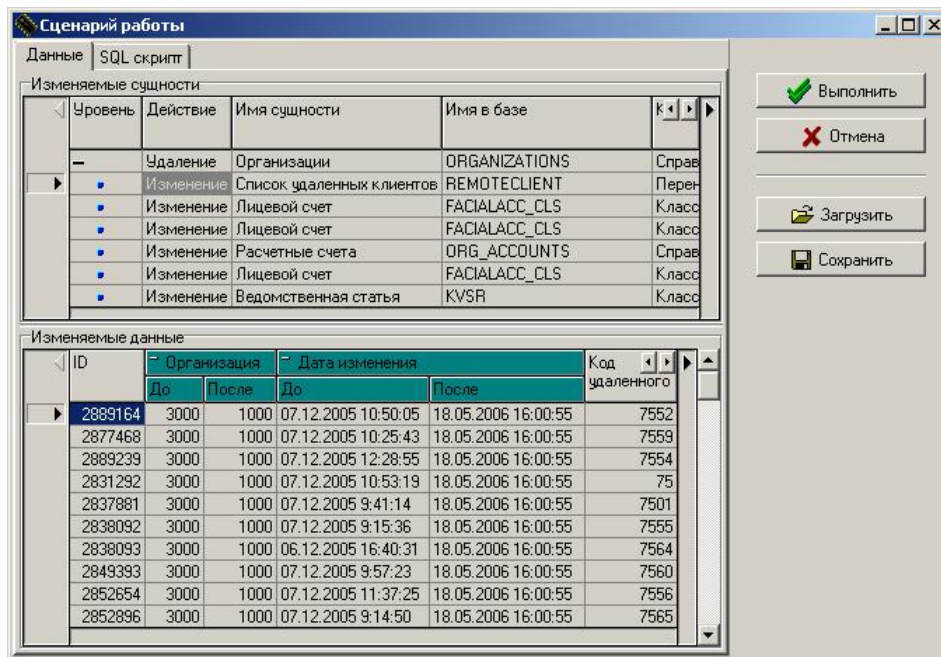 Сценарий работы
Данные SQL скрипт
Изменяемые сущности
Уровень Действие Имя сущности Имя в базе К
Удаление Организации ORGANIZATIONS Справ
Изменение Список удаленных клиентов REMOTECLIENT Перен
Изменение Лицевой счет FACIALACC_CLS Класс
Изменение Лицевой счет FACIALACC_CLS Класс
Изменение Расчетные счета ORG_ACCOUNTS Справ
Изменение Лицевой счет FACIALACC_CLS Класс
Изменение Ведомственная статья KVSR Класс
Изменяемые данные
ID Организация Дата изменения Код удаленного
До После До После
2889164 3000 1000 07.12.2005 10:50:05 18.05.2006 16:00:55 7552
2877468 3000 1000 07.12.2005 10:25:43 18.05.2006 16:00:55 7559
2889239 3000 1000 07.12.2005 12:28:55 18.05.2006 16:00:55 7554
2831292 3000 1000 07.12.2005 10:53:19 18.05.2006 16:00:55 75
2837881 3000 1000 07.12.2005 9:41:14 18.05.2006 16:00:55 7501
2838092 3000 1000 07.12.2005 9:15:36 18.05.2006 16:00:55 7555
2838093 3000 1000 06.12.2005 16:40:31 18.05.2006 16:00:55 7564
2849393 3000 1000 07.12.2005 9:57:23 18.05.2006 16:00:55 7560
2852654 3000 1000 07.12.2005 11:37:25 18.05.2006 16:00:55 7556
2852896 3000 1000 07.12.2005 9:14:50 18.05.2006 16:00:55 7565
Выполнить
Отмена
Загрузить
Сохранить